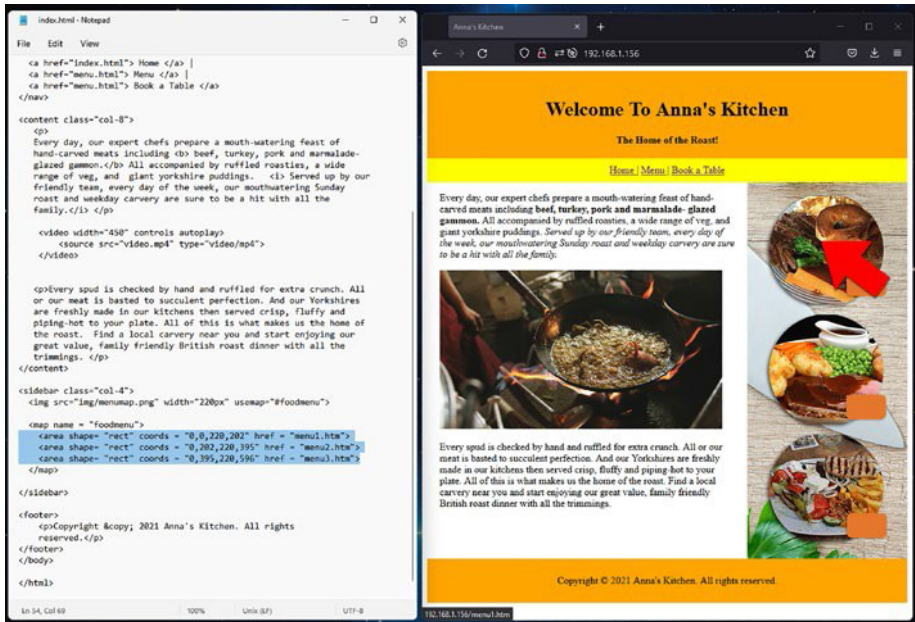 index.html - Notepad
File Edit View
<a href="index.html"> Home </a> |
<a href="menu.html"> Menu </a> |
<a href="menu.html"> Book a Table </a>
</nav>
<content class="col-8">
<p>
Every day, our expert chefs prepare a mouth-watering feast of
hand-carved meats including <b> beef, turkey, pork and marmalade-
glazed gammon.</b> All accompanied by ruffled roasties, a wide
range of veg, and giant yorkshire puddings. <i> Served up by our
friendly team, every day of the week, our mouthwatering Sunday
roast and weekday carvery are sure to be a hit with all the
family.</i> </p>
<video width="450" controls autoplay>
<source src="video.mp4" type="video/mp4">
</video>
<p>Every spud is checked by hand and ruffled for extra crunch. All
or our meat is basted to succulent perfection. And our Yorkshires
are freshly made in our kitchens then served crisp, fluffy and
piping-hot to your plate. All of this is what makes us the home of
the roast. Find a local carvery near you and start enjoying our
great value, family friendly British roast dinner with all the
trimmings. </p>
</content>
<sidebar class="col-4">
<img src="img/menumap.png" width="220px" usemap="#foodmenu">
<map name = "foodmenu">
<area shape= "rect" coords = "0,0,220,202" href = "menu1.htm">
<area shape= "rect" coords = "0,202,220,395" href = "menu2.htm">
<area shape= "rect" coords = "0,395,220,596" href = "menu3.htm">
</map>
</sidebar>
<footer>
<p>Copyright &copy; 2021 Anna's Kitchen. All rights
reserved.</p>
</footer>
</body>
</html>
Ln 54, Col 69 100% Unix (LF) UTF-8
Anna's Kitchen
192.168.1.156
Welcome To Anna's Kitchen
The Home of the Roast!
Home | Menu | Book a Table
Every day, our expert chefs prepare a mouth-watering feast of hand-
carved meats including beef, turkey, pork and marmalade- glazed
gammon. All accompanied by ruffled roasties, a wide range of veg, and
giant yorkshire puddings. Served up by our friendly team, every day of
the week, our mouthwatering Sunday roast and weekday carvery are sure
to be a hit with all the family.
Every spud is checked by hand and ruffled for extra crunch. All or our
meat is basted to succulent perfection. And our Yorkshires are freshly
made in our kitchens then served crisp, fluffy and piping-hot to your
plate. All of this is what makes us the home of the roast. Find a local
carvery near you and start enjoying our great value, family friendly
British roast dinner with all the trimmings.
Copyright © 2021 Anna's Kitchen. All rights reserved.
192.168.1.156/menu1.htm